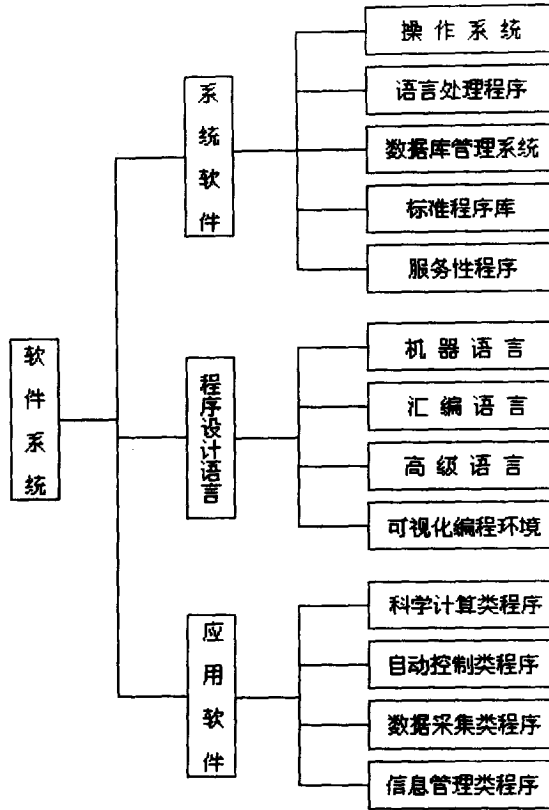 软件系统
系统软件
操作系统
语言处理程序
数据库管理系统
标准程序库
服务性程序
程序设计语言
机器语言
汇编语言
高级语言
可视化编程环境
应用软件
科学计算类程序
自动控制类程序
数据采集类程序
信息管理类程序